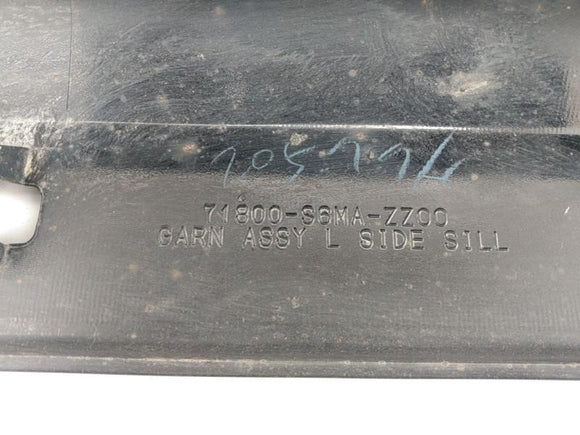 71800-S6MA-ZZ00
GARN ASSY L SIDE SILL